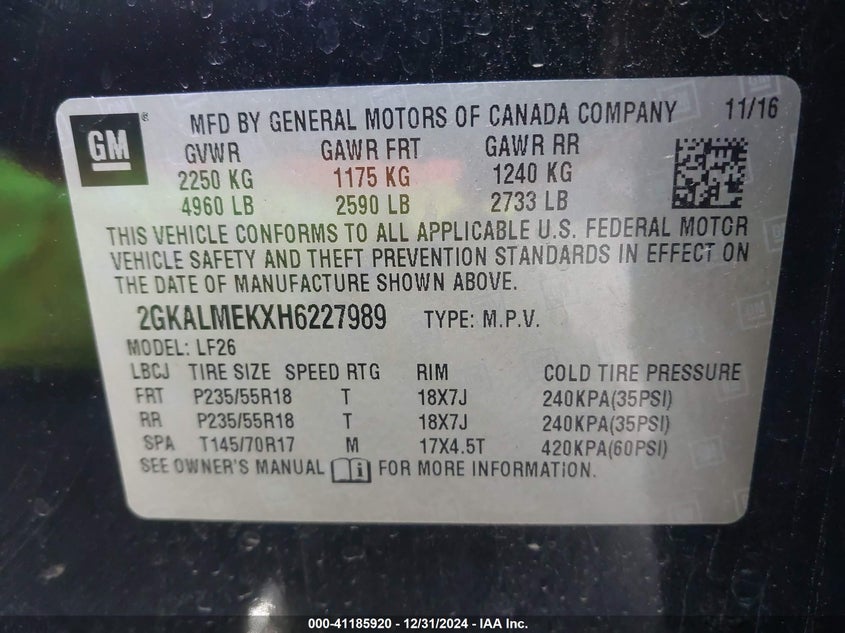 GM
MFD BY GENERAL MOTORS OF CANADA COMPANY 11/16
GVWR GAWR FRT GAWR RR
2250 KG 1175 KG 1240 KG
4960 LB 2590 LB 2733 LB
THIS VEHICLE CONFORMS TO ALL APPLICABLE U.S. FEDERAL MOTOR
VEHICLE SAFETY AND THEFT PREVENTION STANDARDS IN EFFECT ON
THE DATE OF MANUFACTURE SHOWN ABOVE.
2GKALMEKXH6227989 TYPE: M.P.V.
MODEL: LF26
LBCJ TIRE SIZE SPEED RTG RIM COLD TIRE PRESSURE
FRT P235/55R18 T 18X7J 240KPA(35PSI)
RR P235/55R18 T 18X7J 240KPA(35PSI)
SPA T145/70R17 M 17X4.5T 420KPA(60PSI)
SEE OWNER'S MANUAL i FOR MORE INFORMATION.
000-41185920 - 12/31/2024 - IAA Inc.